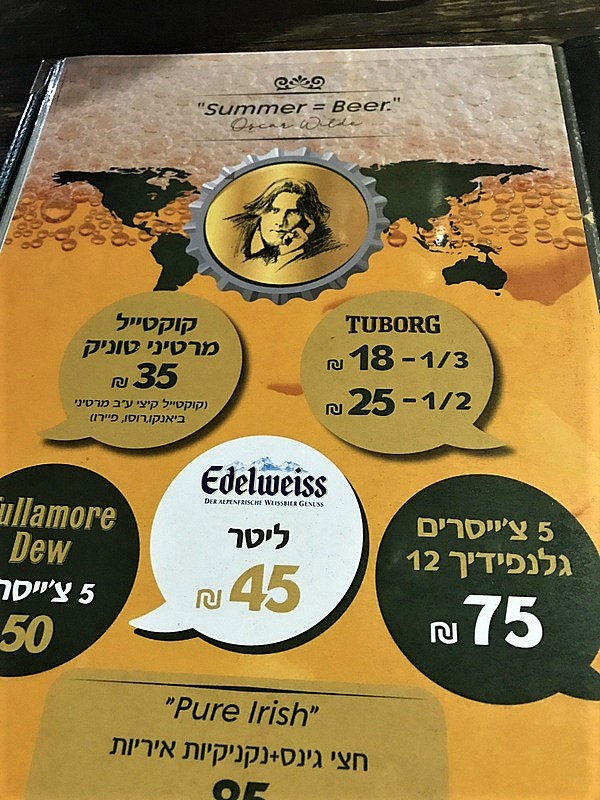 "Summer = Beer."
Oscar Wilde
קוקטייל
מרטיני טוניק
35 ₪
(קוקטייל קיצי ע"ב מרטיני
ביאנקו,רוסו, פיירו)
TUBORG
₪ 18 - 1/3
₪ 25 - 1/2
Edelweiss
DER ALPENFRISCHE WEISSBIER GENUSS
ליטר
₪ 45
ullamore
Dew
5 צ'ייסר
50
5 צ'ייסרים
גלנפידיך 12
₪ 75
"Pure Irish"
חצי גינס+נקניקיות איריות